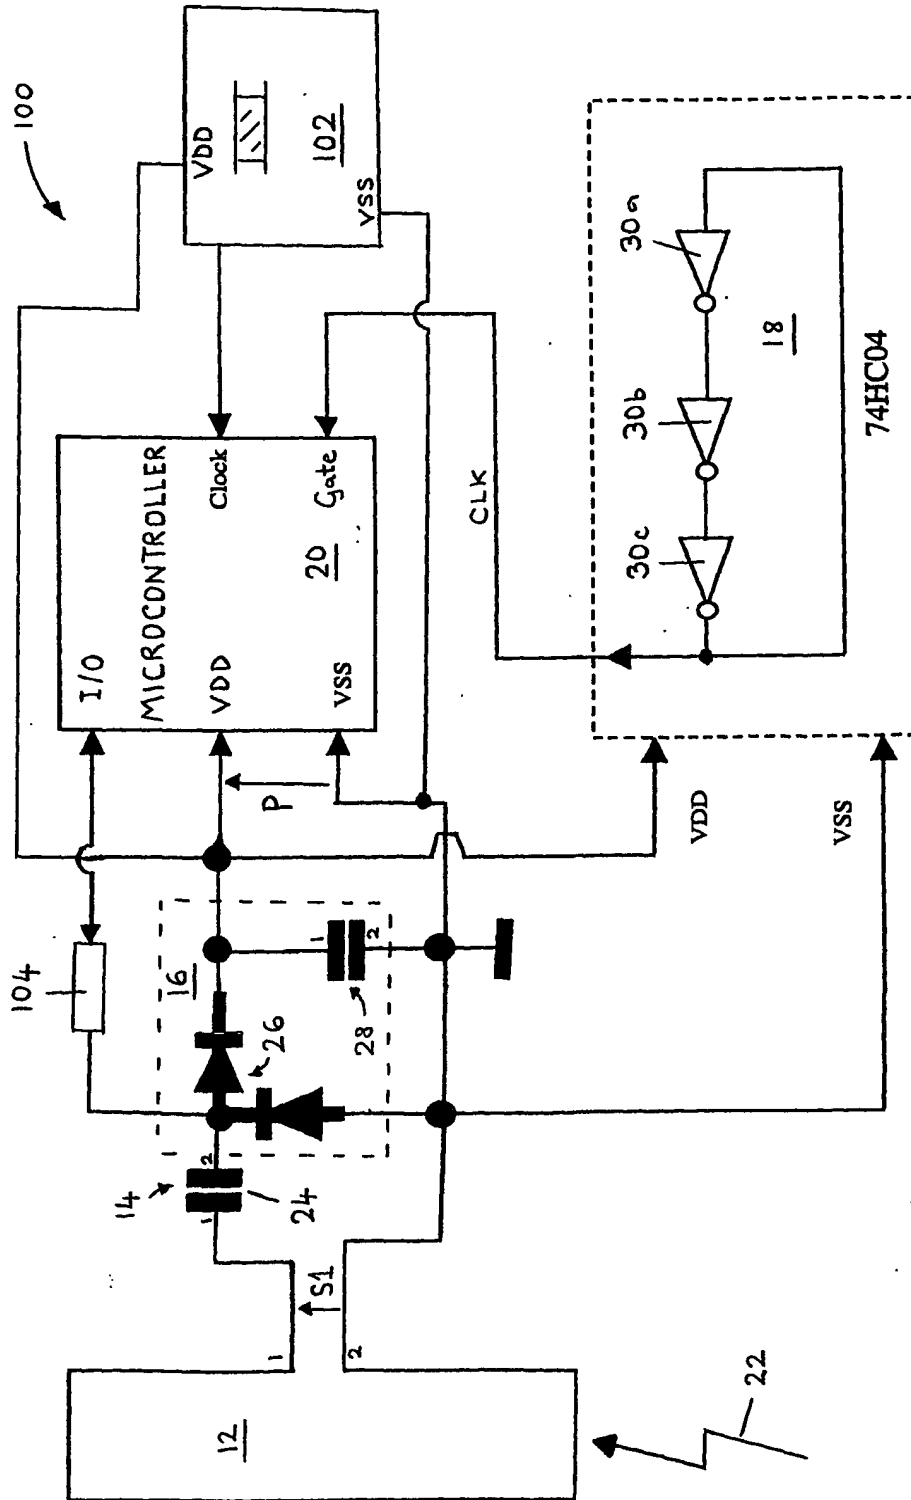 100
VDD
102
VSS
I/O
MICROCONTROLLER
Clock
VDD
20
Gate
VSS
P
CLK
104
16
26
1
2
28
14
2
1
24
S1
1
2
12
22
30a
30b
30c
18
74HC04
VDD
VSS